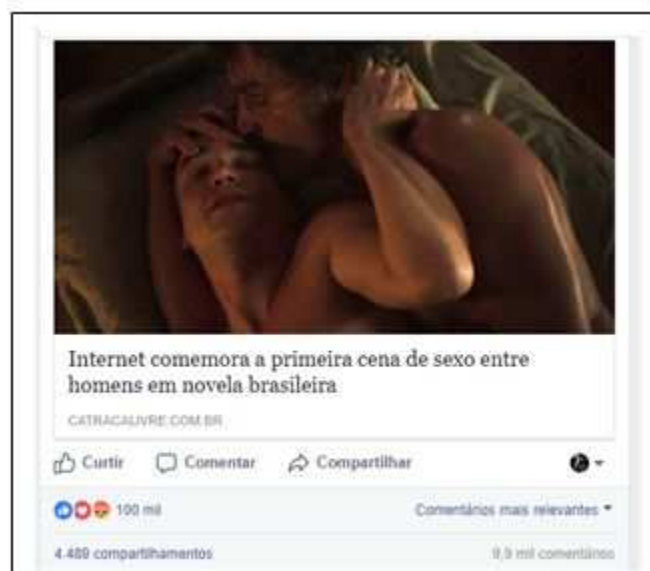 Internet comemora a primeira cena de sexo entre
homens em novela brasileira
CATRACALIVRE.COM.BR
Curtir Comentar Compartilhar
100 mil Comentários mais relevantes
4.489 compartilhamentos 9,9 mil comentários